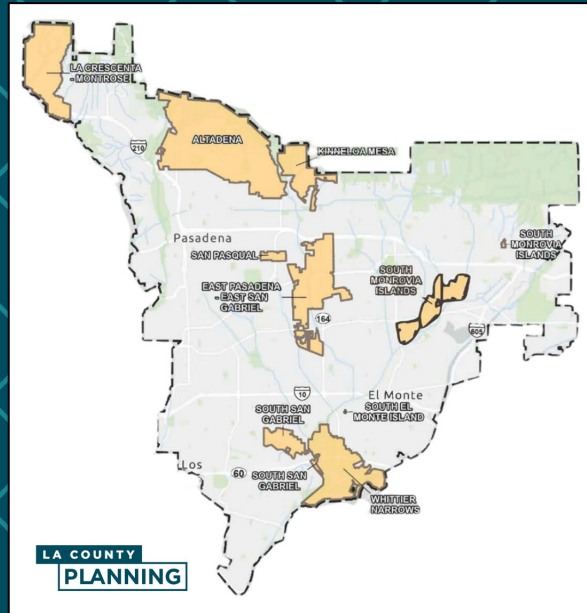 LA CRESCENTA
- MONTROSE
210
ALTADENA
KINNELOA MESA
Pasadena
SAN PASQUAL
SOUTH
MONROVIA
ISLANDS
SOUTH
MONROVIA
ISLANDS
EAST PASADENA
- EAST SAN
GABRIEL
164
605
10
El Monte
SOUTH EL
MONTE ISLAND
SOUTH SAN
GABRIEL
Los
60
SOUTH SAN
GABRIEL
WHITTIER
NARROWS
LA COUNTY
PLANNING